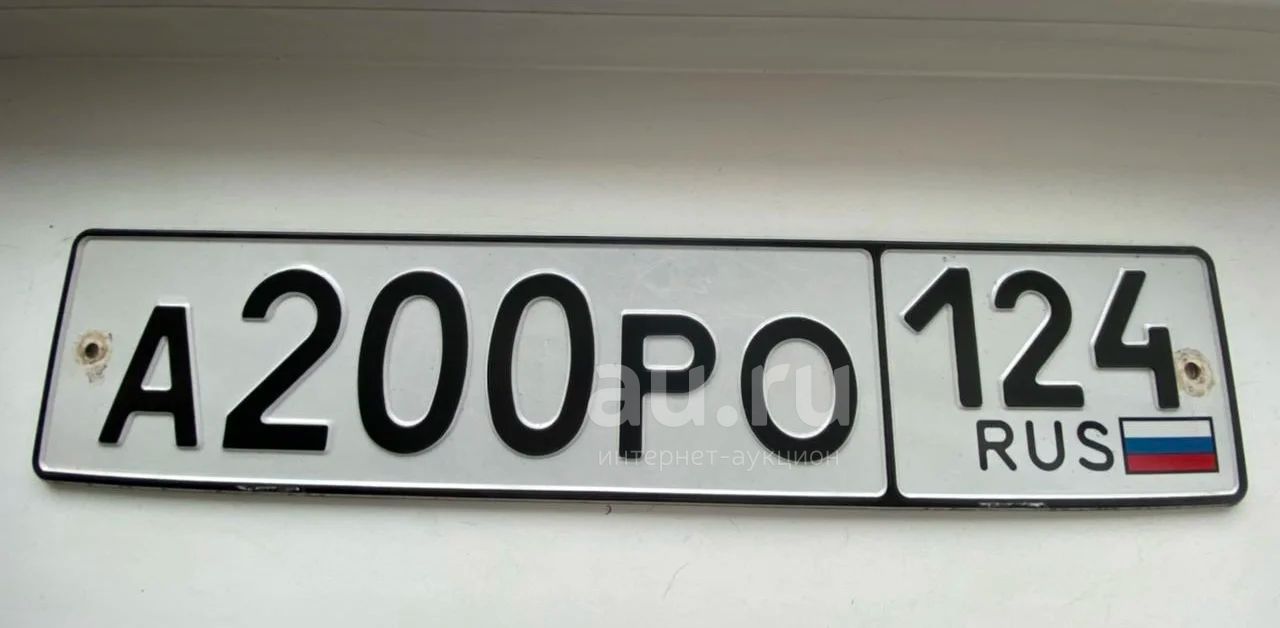 А200РО 124
RUS
au.ru
интернет-аукцион